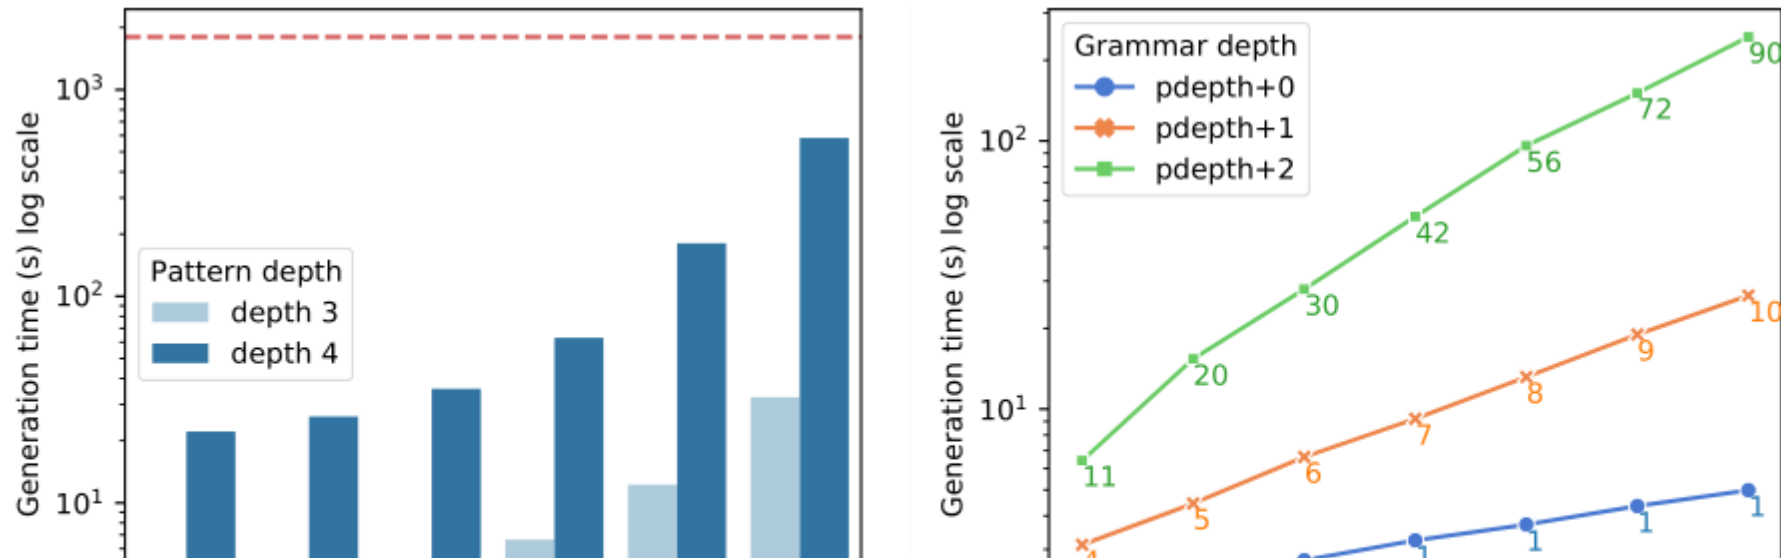 Generation time (s) log scale
10³
10²
10¹
Pattern depth
depth 3
depth 4
Generation time (s) log scale
10²
10¹
Grammar depth
pdepth+0
pdepth+1
pdepth+2
11
20
30
42
56
72
90
4
5
6
7
8
9
10
1
1
1
1